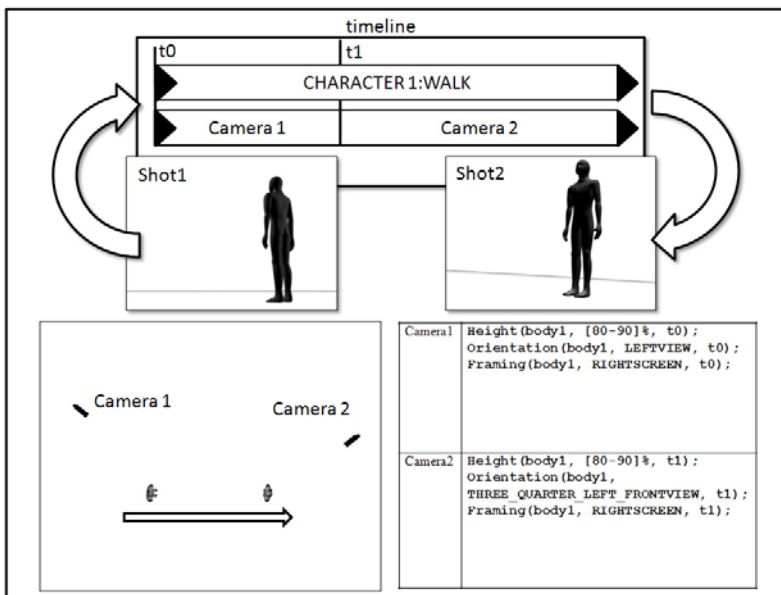 timeline
t0
t1
CHARACTER 1:WALK
Camera 1
Camera 2
Shot1
Shot2
Camera 1
Camera 2
Camera1
Height(body1, [80-90]%, t0);
Orientation(body1, LEFTVIEW, t0);
Framing(body1, RIGHTSCREEN, t0);
Camera2
Height(body1, [80-90]%, t1);
Orientation(body1,
THREE_QUARTER_LEFT_FRONTVIEW, t1);
Framing(body1, RIGHTSCREEN, t1);